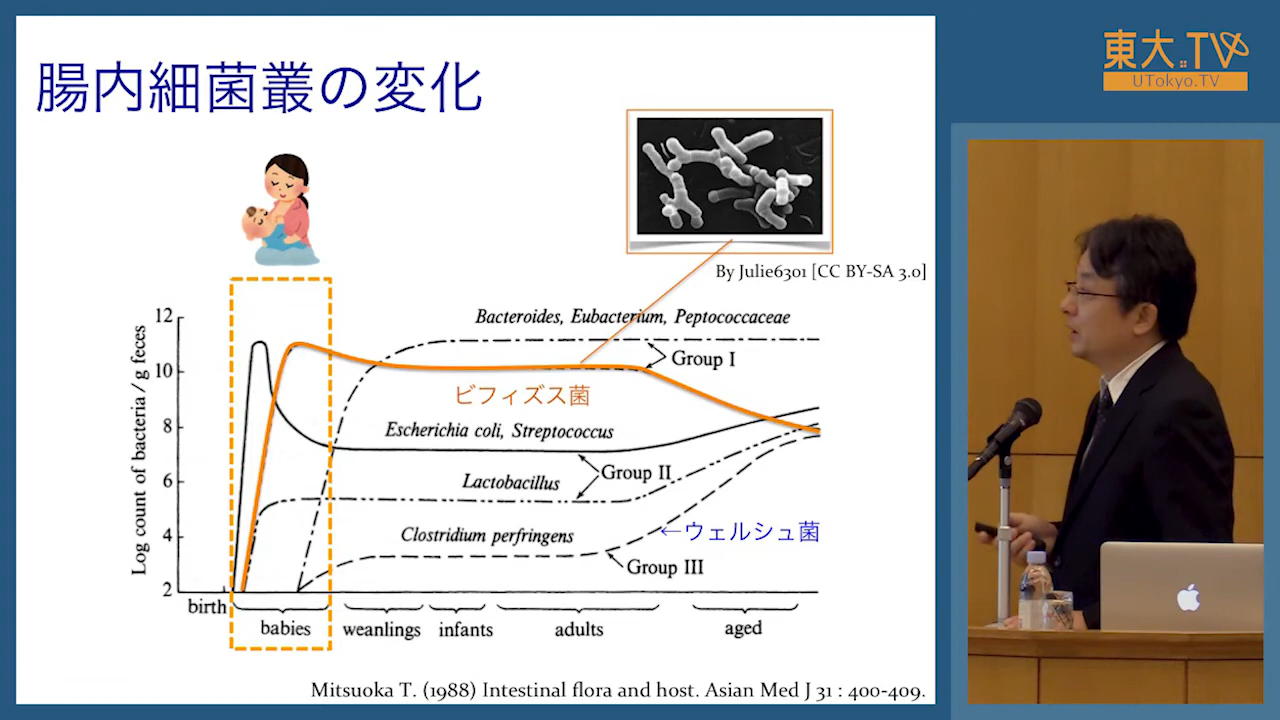 腸内細菌叢の変化
東大.TV
UTokyo.TV
By Julie6301 [CC BY-SA 3.0]
Log count of bacteria / g feces
12
10
8
6
4
2
Bacteroides, Eubacterium, Peptococcaceae
Group I
ビフィズス菌
Escherichia coli, Streptococcus
Group II
Lactobacillus
Clostridium perfringens
←ウェルシュ菌
Group III
birth
babies weanlings infants adults aged
Mitsuoka T. (1988) Intestinal flora and host. Asian Med J 31 : 400-409.